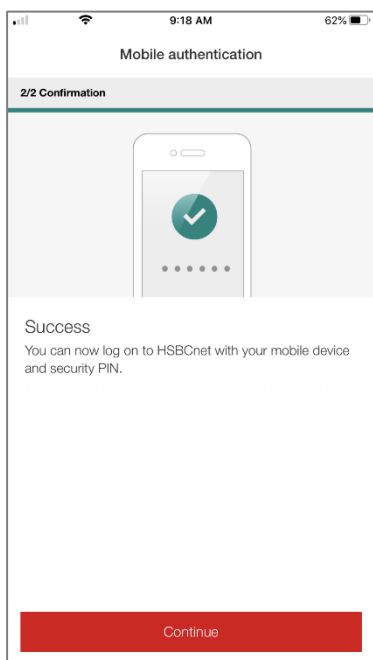 9:18 AM
62%
Mobile authentication
2/2 Confirmation
Success
You can now log on to HSBCnet with your mobile device
and security PIN.
Continue